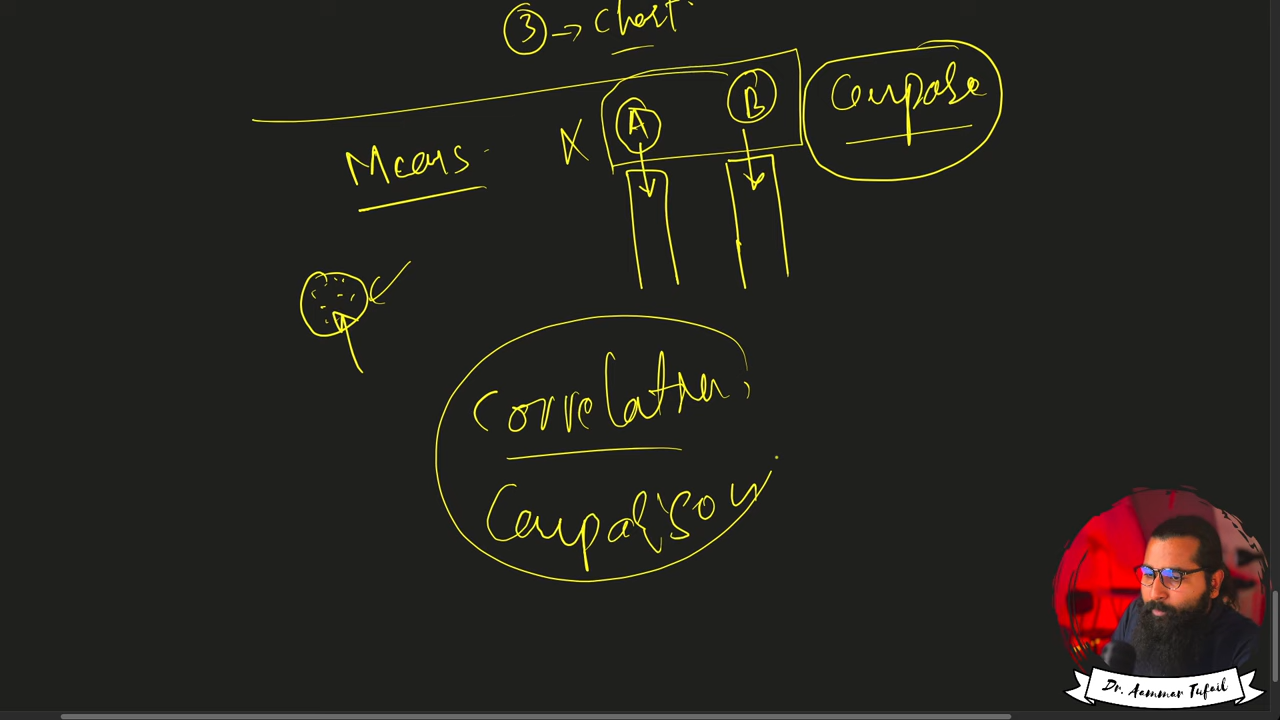 ③ → Chart.
A B Compare
Means
Correlation,
Comparison
Dr. Aammar Tufail